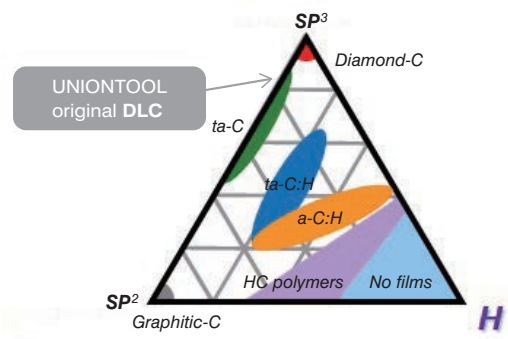 SP³
Diamond-C
UNIONTOOL
original DLC
ta-C
ta-C:H
a-C:H
HC polymers
No films
SP²
Graphitic-C
H